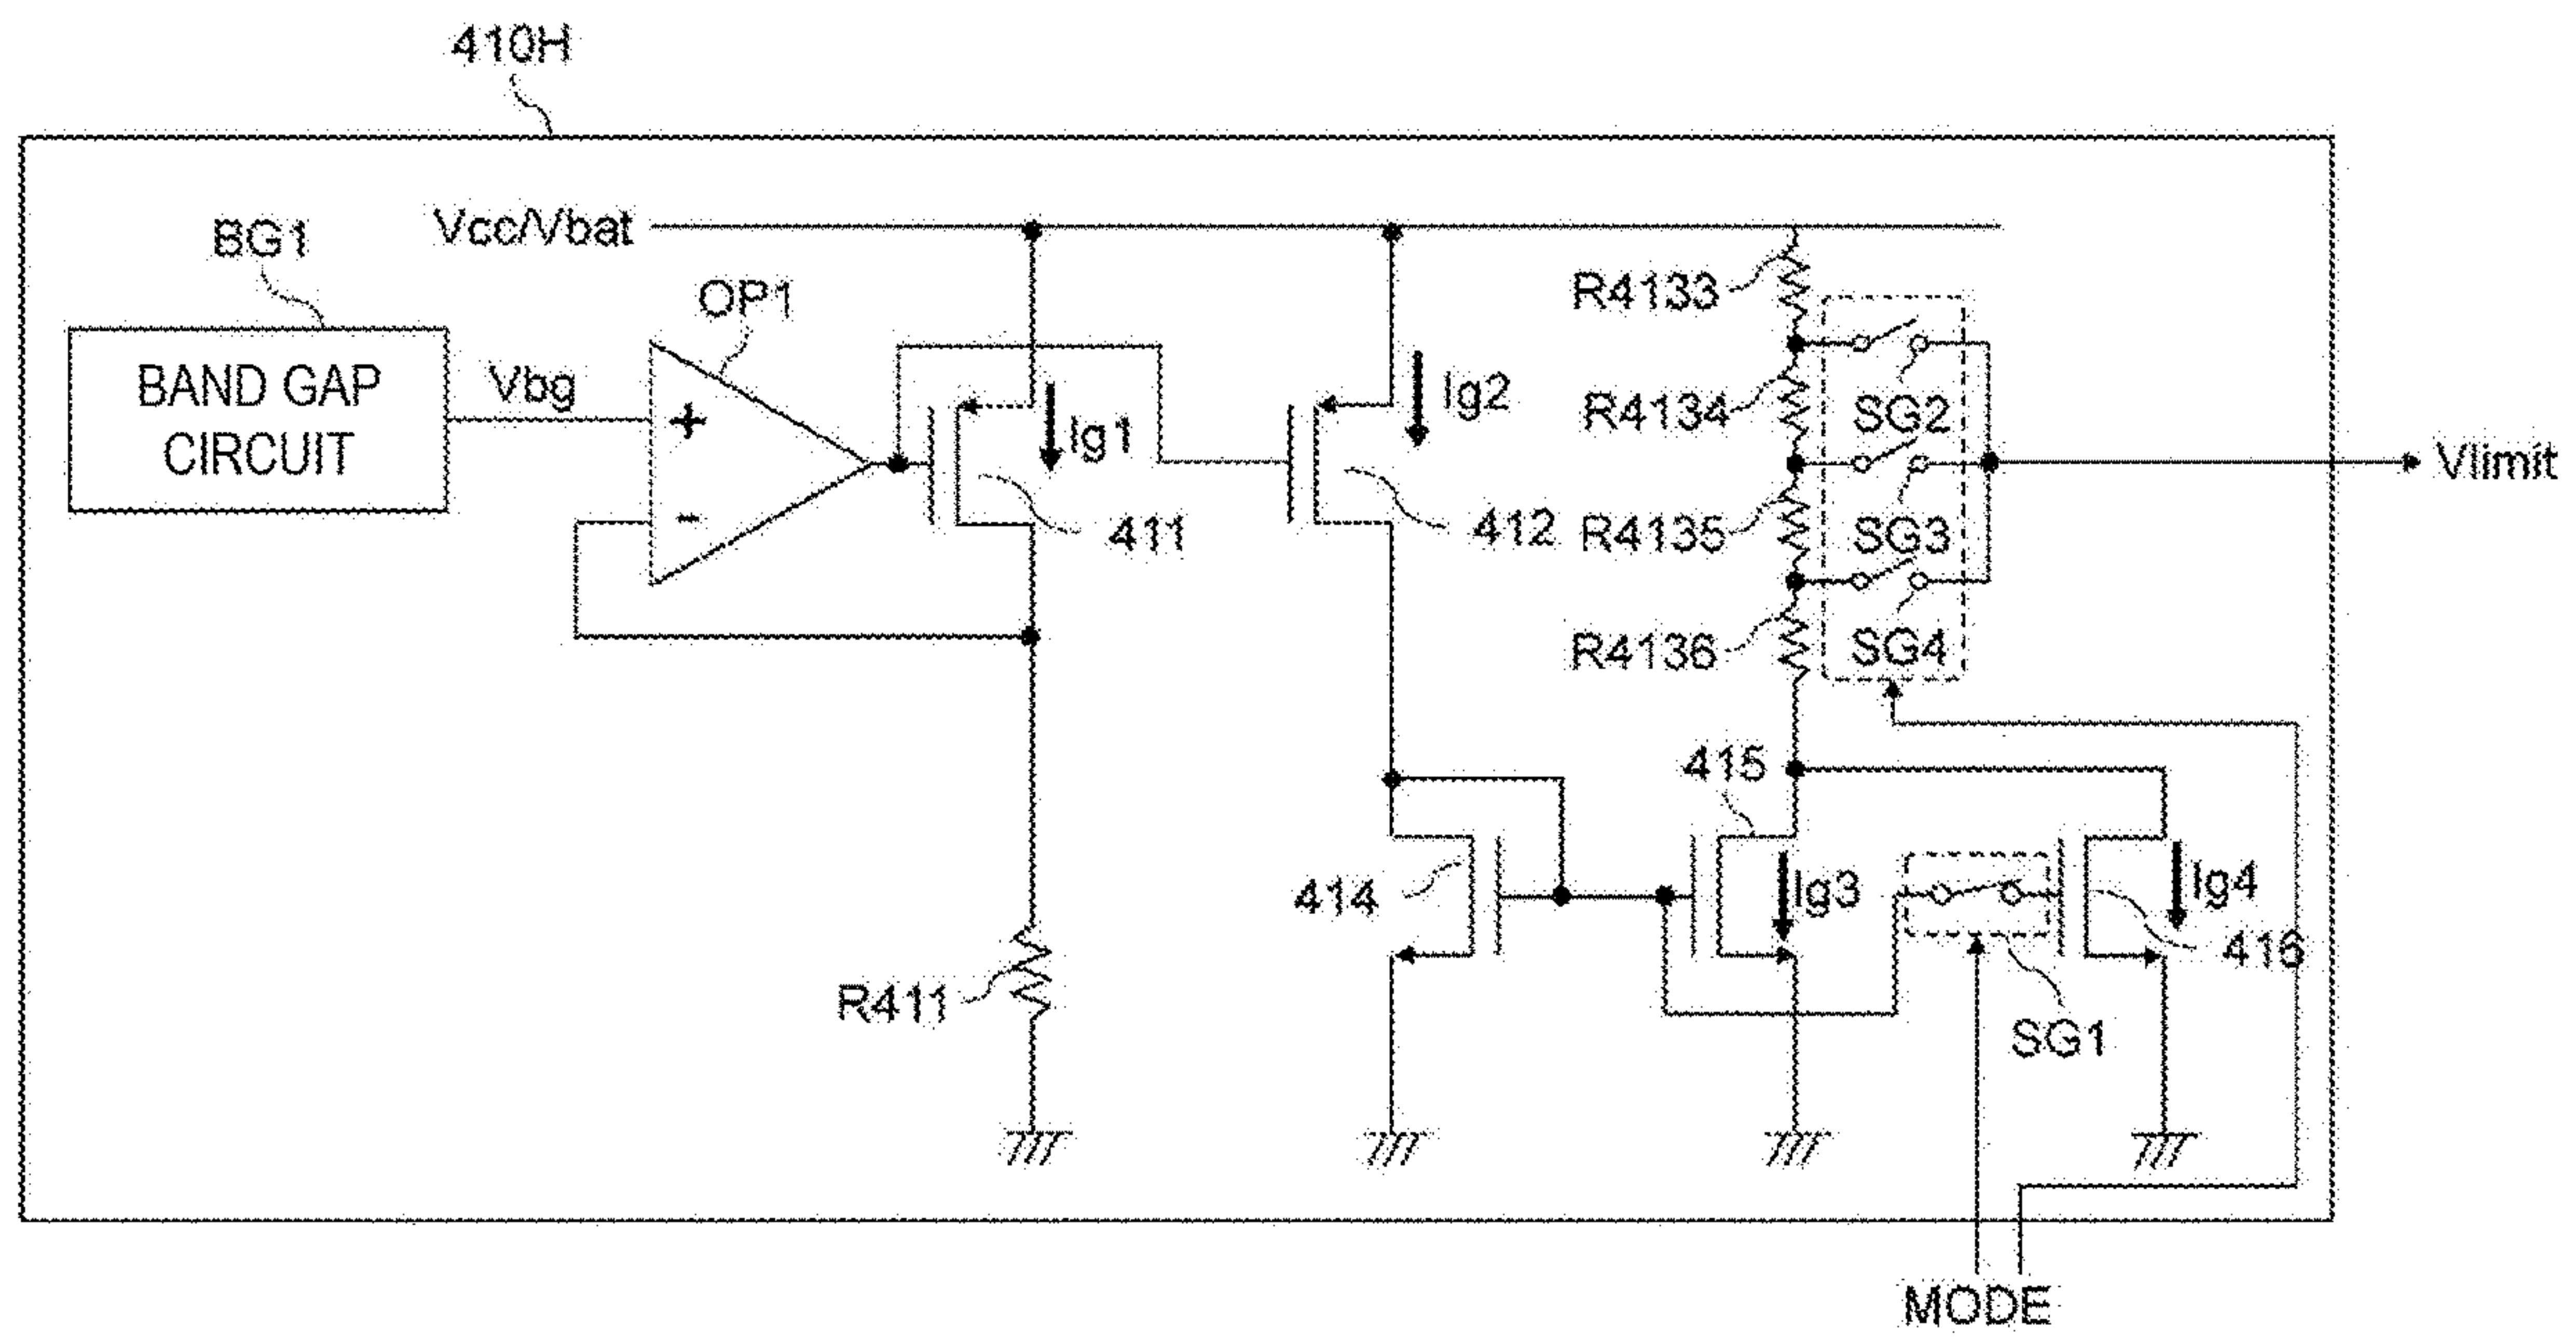 410H
Vcc/Vbat
BG1
OP1
R4133
BAND GAP
CIRCUIT
Vbg
+
-
Ig1
Ig2
R4134
SG2
Vlimit
411
412
R4135
SG3
R4136
SG4
415
414
Ig3
Ig4
416
R411
SG1
MODE